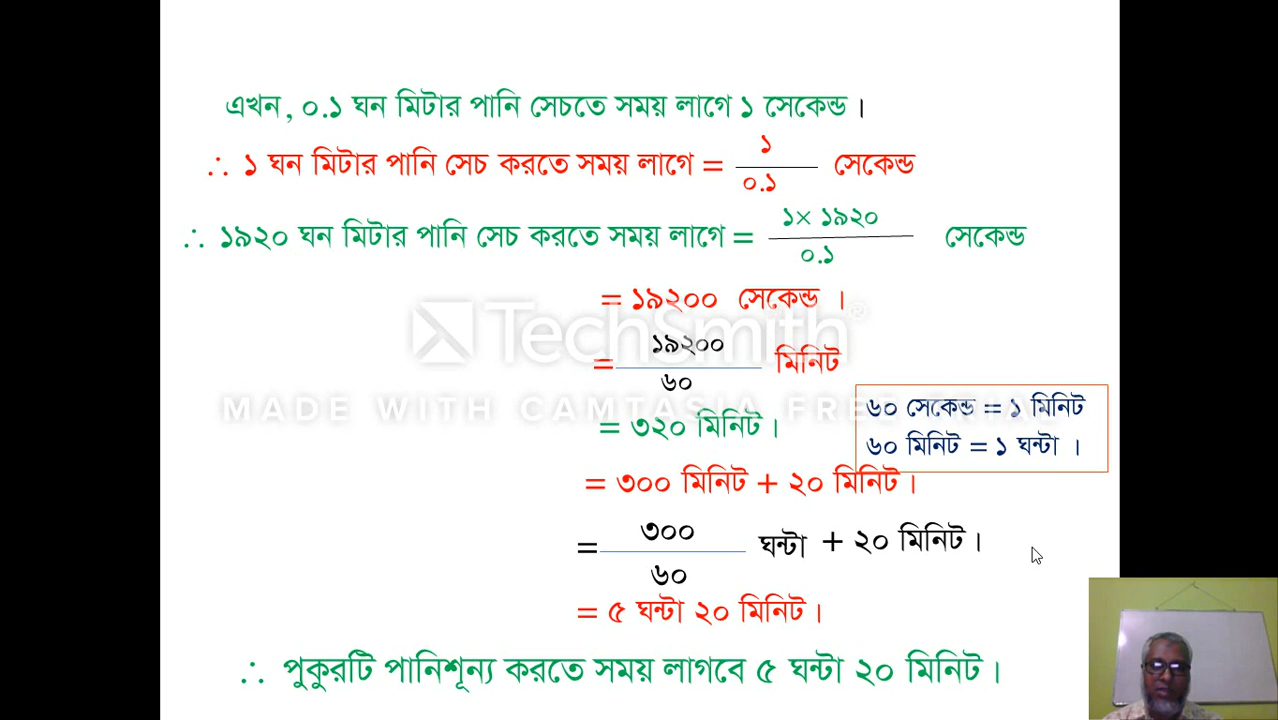 এখন, ০.১ ঘন মিটার পানি সেচতে সময় লাগে ১ সেকেন্ড ।
∴ ১ ঘন মিটার পানি সেচ করতে সময় লাগে = ১/০.১ সেকেন্ড
∴ ১৯২০ ঘন মিটার পানি সেচ করতে সময় লাগে = ১× ১৯২০/০.১ সেকেন্ড
= ১৯২০০ সেকেন্ড ।
TechSmith®
= ১৯২০০/৬০ মিনিট
MADE WITH CAMTASIA FREE TRIAL
৬০ সেকেন্ড = ১ মিনিট
৬০ মিনিট = ১ ঘন্টা ।
= ৩২০ মিনিট।
= ৩০০ মিনিট + ২০ মিনিট।
= ৩০০/৬০ ঘন্টা + ২০ মিনিট।
= ৫ ঘন্টা ২০ মিনিট।
∴ পুকুরটি পানিশূন্য করতে সময় লাগবে ৫ ঘন্টা ২০ মিনিট।